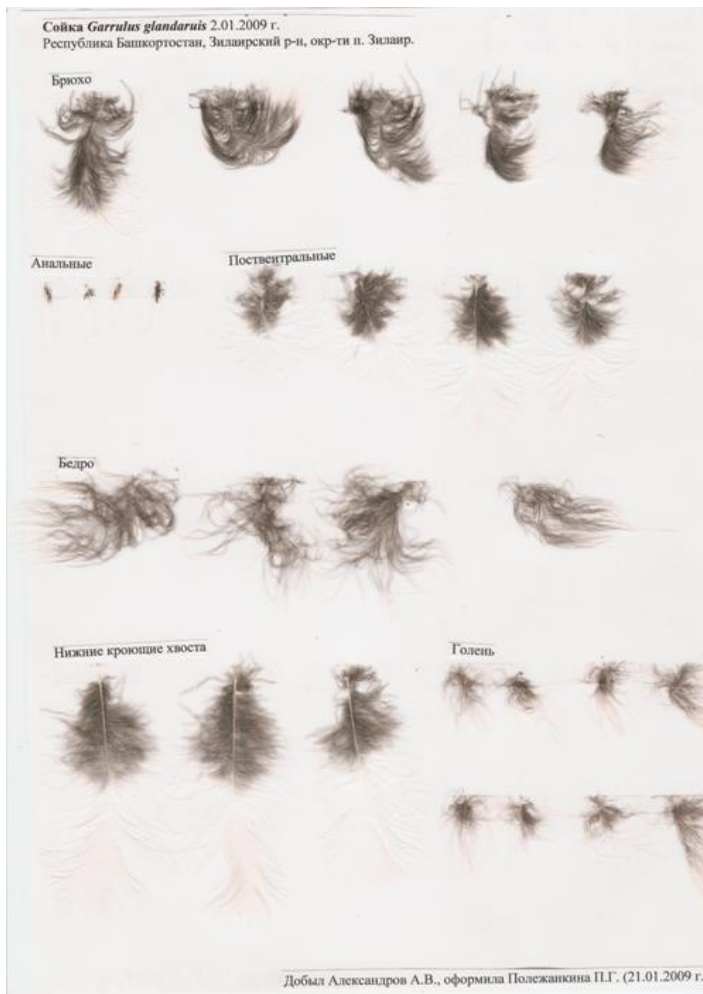 Сойка Garrulus glandaruis 2.01.2009 г.
Республика Башкортостан, Зилаирский р-н, окр-ти п. Зилаир.
Брюхо
Анальные
Поствентральные
Бедро
Нижние кроющие хвоста
Голень
Добыл Александров А.В., оформила Полежанкина П.Г. (21.01.2009 г.